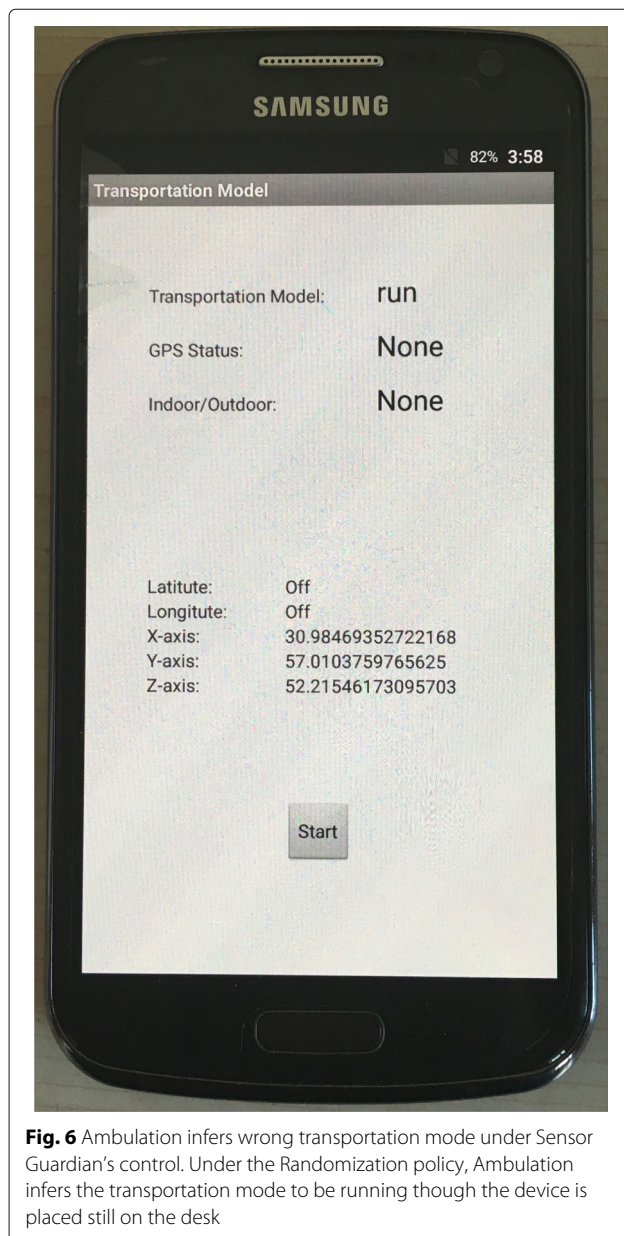 SAMSUNG
82% 3:58
Transportation Model
Transportation Model: run
GPS Status: None
Indoor/Outdoor: None
Latitute: Off
Longitute: Off
X-axis: 30.98469352722168
Y-axis: 57.0103759765625
Z-axis: 52.21546173095703
Start
Fig. 6 Ambulation infers wrong transportation mode under Sensor
Guardian's control. Under the Randomization policy, Ambulation
infers the transportation mode to be running though the device is
placed still on the desk